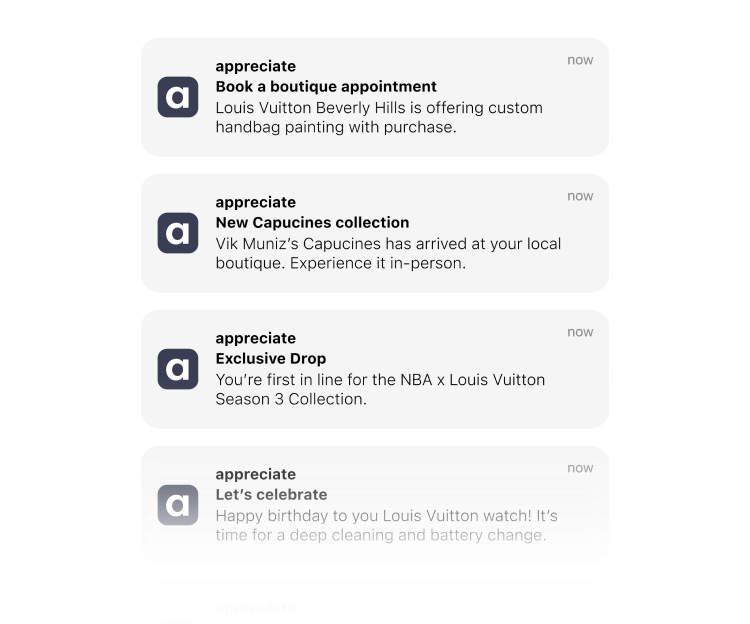 now
appreciate
Book a boutique appointment
Louis Vuitton Beverly Hills is offering custom
handbag painting with purchase.
a
now
appreciate
New Capucines collection
Vik Muniz’s Capucines has arrived at your local
boutique. Experience it in-person.
a
now
appreciate
Exclusive Drop
You’re first in line for the NBA x Louis Vuitton
Season 3 Collection.
a
now
appreciate
Let’s celebrate
Happy birthday to you Louis Vuitton watch! It’s
time for a deep cleaning and battery change.
a
appreciate